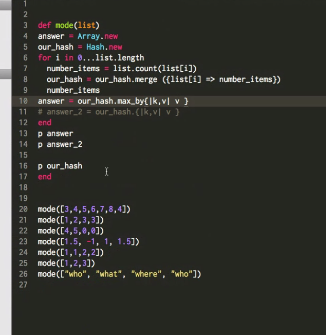 1
2
3 def mode(list)
4 answer = Array.new
5 our_hash = Hash.new
6 for i in 0...list.length
7 number_items = list.count(list[i])
8 our_hash = our_hash.merge ({list[i] => number_items})
9 number_items
10 answer = our_hash.max_by{|k,v| v }
11 # answer_2 = our_hash.{|k,v| v }
12 end
13 p answer
14 p answer_2
15
16 p our_hash
17 end
18
19
20 mode([3,4,5,6,7,8,4])
21 mode([1,2,3,3])
22 mode([4,5,0,0])
23 mode([1.5, -1, 1, 1.5])
24 mode([1,1,2,2])
25 mode([1,2,3])
26 mode(["who", "what", "where", "who"])
27